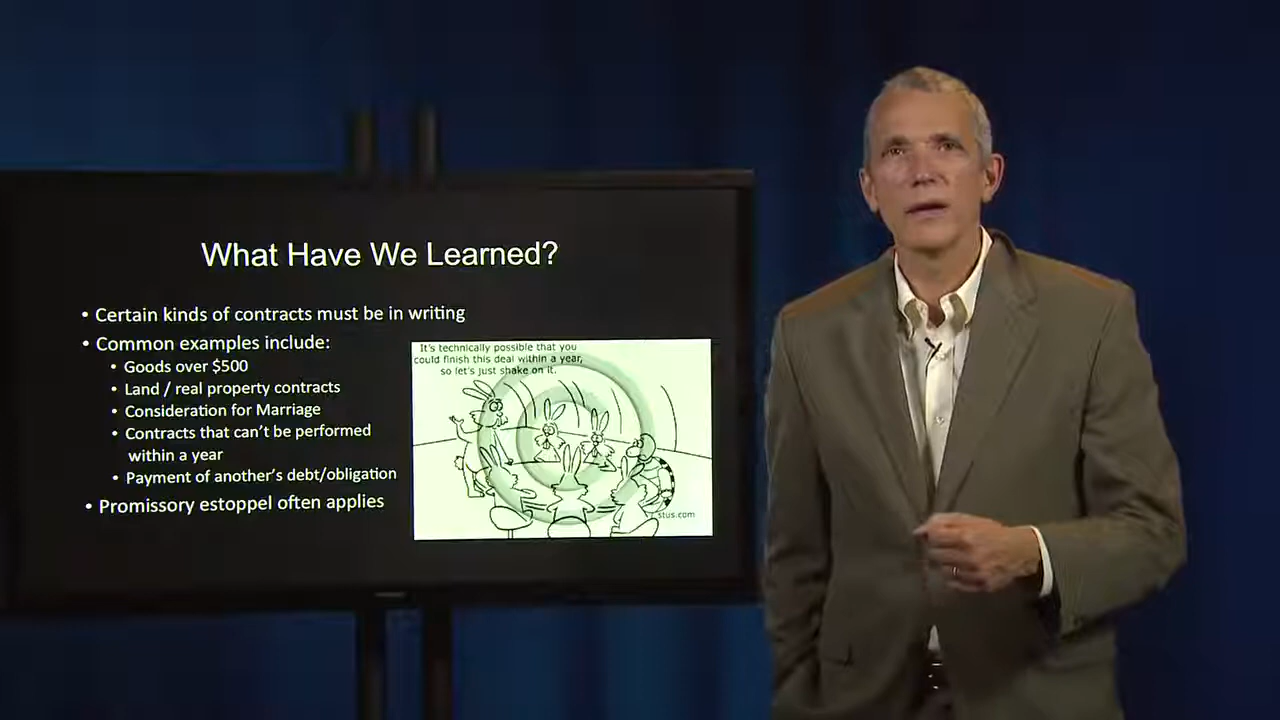 What Have We Learned?
• Certain kinds of contracts must be in writing
• Common examples include:
• Goods over $500
• Land / real property contracts
• Consideration for Marriage
• Contracts that can't be performed
within a year
• Payment of another's debt/obligation
• Promissory estoppel often applies
It's technically possible that you
could finish this deal within a year,
so let's just shake on it.
stus.com